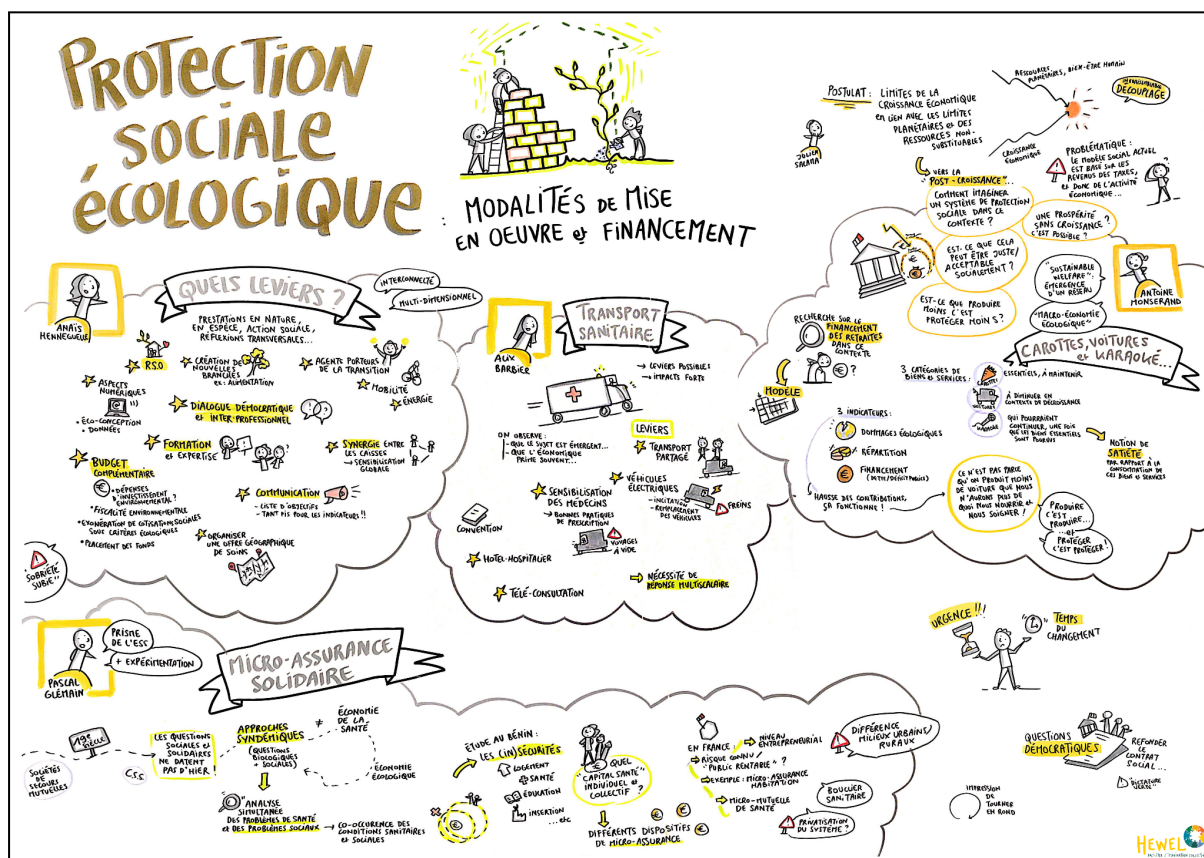 PROTECTION
SOCIALE
ÉCOLOGIQUE
: MODALITÉS DE MISE
EN OEUVRE et FINANCEMENT
POSTULAT : LIMITES DE LA
CROISSANCE ÉCONOMIQUE
EN LIEN AVEC LES LIMITES
PLANÉTAIRES et DES
RESSOURCES NON-
SUBSTITUABLES
JULIEN
SALAMA
RESSOURCES
PLANÉTAIRES, BIEN-ÊTRE HUMAIN
CROISSANCE
ÉCONOMIQUE
DÉCOUPLAGE
PROBLÉMATIQUE :
LE MODÈLE SOCIAL ACTUEL
EST BASÉ SUR LES
REVENUS DES TAXES,
et DONC DE L'ACTIVITÉ
ÉCONOMIQUE...
VERS LA
"POST-CROISSANCE"...
COMMENT IMAGINER
UN SYSTÈME DE PROTECTION
SOCIALE DANS CE
CONTEXTE ?
UNE PROSPÉRITÉ
SANS CROISSANCE ?
C'EST POSSIBLE ?
EST-CE QUE CELA
PEUT ÊTRE JUSTE/
ACCEPTABLE
SOCIALEMENT ?
EST-CE QUE PRODUIRE
MOINS C'EST
PROTÉGER MOINS ?
"SUSTAINABLE
WELFARE" :
ÉMERGENCE
D'UN RÉSEAU
"MACRO-ÉCONOMIE
ÉCOLOGIQUE"
ANTOINE
MONSERAND
CAROTTES, VOITURES
et KARAOKÉ...
RECHERCHE SUR LE
FINANCEMENT
DES RETRAITES
DANS CE
CONTEXTE
MODÈLE
3 CATÉGORIES DE
BIENS et SERVICES :
CAROTTES
ESSENTIELS, À MAINTENIR
VOITURES
À DIMINUER EN
CONTEXTE DE DÉCROISSANCE
KARAOKÉ
QUI POURRAIENT
CONTINUER, UNE FOIS
QUE LES BIENS ESSENTIELS
SONT POURVUS
NOTION DE
SATIÉTÉ
PAR RAPPORT À LA
CONSOMMATION DE
CES BIENS et SERVICES
3 INDICATEURS :
DOMMAGES ÉCOLOGIQUES
RÉPARTITION
FINANCEMENT
(DETTE/DÉFICIT PUBLIC)
HAUSSE DES CONTRIBUTIONS,
ÇA FONCTIONNE !
CE N'EST PAS PARCE
QU'ON PRODUIT MOINS
DE VOITURE QUE NOUS
N'AURONS PLUS DE
QUOI NOUS NOURRIR et
NOUS SOIGNER !
PRODUIRE
C'EST
PRODUIRE...
...et
PROTÉGER
C'EST PROTÉGER !
ANAÏS
HENNEGUELLE
QUELS LEVIERS ?
INTERCONNECTÉ
MULTI-DIMENSIONNEL
PRESTATIONS EN NATURE,
EN ESPÈCE, ACTION SOCIALE,
RÉFLEXIONS TRANSVERSALES...
R.S.O.
CRÉATION DE
NOUVELLES
BRANCHES
ex : ALIMENTATION
AGENTS PORTEURS
DE LA TRANSITION
MOBILITÉ
ÉNERGIE
ASPECTS
NUMÉRIQUES
• ÉCO-CONCEPTION
• DONNÉES
DIALOGUE DÉMOCRATIQUE
et INTER-PROFESSIONNEL
FORMATION
et EXPERTISE
SYNERGIE ENTRE
LES CAISSES
→ SENSIBILISATION
GLOBALE
BUDGET
COMPLÉMENTAIRE
• DÉPENSES
D'INVESTISSEMENT
ENVIRONNEMENTAL ?
• FISCALITÉ ENVIRONNEMENTALE
• EXONÉRATION DE COTISATIONS SOCIALES
SOUS CRITÈRES ÉCOLOGIQUES
• PLACEMENT DES FONDS
COMMUNICATION
- LISTE D'OBJECTIFS
- TANT PIS POUR LES INDICATEURS !!
ORGANISER
UNE OFFRE GÉOGRAPHIQUE
DE SOINS
"SOBRIÉTÉ
SUBIE"
ALIX
BARBIER
TRANSPORT
SANITAIRE
→ LEVIERS POSSIBLES
→ IMPACTS FORTS
ON OBSERVE :
- QUE LE SUJET EST ÉMERGENT...
- QUE L'ÉCONOMIQUE
PRIME SOUVENT...
LEVIERS
TRANSPORT
PARTAGÉ
VÉHICULES
ÉLECTRIQUES
- INCITATION
- REMPLACEMENT
DES VÉHICULES
FREINS
SENSIBILISATION
DES MÉDECINS
→ BONNES PRATIQUES
DE PRESCRIPTION
VOYAGES
À VIDE
CONVENTION
HOTEL-HOSPITALIER
TÉLÉ-CONSULTATION
→ NÉCESSITÉ DE
RÉPONSE MULTISCALAIRE
PASCAL
GLÉMAIN
PRISME
DE L'ESS
+ EXPÉRIMENTATION
MICRO-ASSURANCE
SOLIDAIRE
19e SIÈCLE
SOCIÉTÉS
DE SECOURS
MUTUELLES
C.S.S.
LES QUESTIONS
SOCIALES et
SOLIDAIRES
NE DATENT
PAS D'HIER !
APPROCHES
SYNDÉMIQUES
(QUESTIONS
BIOLOGIQUES
+ SOCIALES)
≠
ÉCONOMIE
DE LA
SANTÉ
ÉCONOMIE
ÉCOLOGIQUE
ANALYSE
SIMULTANÉE
DES PROBLÈMES DE SANTÉ
et DES PROBLÈMES SOCIAUX
→ CO-OCCURENCE DES
CONDITIONS SANITAIRES
et SOCIALES
ÉTUDE AU BÉNIN :
LES (IN)SÉCURITÉS
LOGEMENT
SANTÉ
ÉDUCATION
INSERTION
... etc
QUEL
"CAPITAL SANTÉ"
INDIVIDUEL et
COLLECTIF ?
DIFFÉRENTS DISPOSITIFS
DE MICRO-ASSURANCE
EN FRANCE :
→ NIVEAU
ENTREPRENEURIAL
→ RISQUE CONNU
"PUBLIC RENTABLE" ?
→ EXEMPLE : MICRO-ASSURANCE
HABITATION
→ MICRO-MUTUELLE
DE SANTÉ
DIFFÉRENCE
MILIEUX URBAINS/
RURAUX
BOUCLIER
SANITAIRE
PRIVATISATION
DU SYSTÈME ?
URGENCE !!!
"TEMPS"
DU
CHANGEMENT
QUESTIONS
DÉMOCRATIQUES
REFONDER
LE
CONTRAT
SOCIAL...
"DICTATURE
VERTE"
IMPRESSION
DE
TOURNER
EN ROND
HEWEL